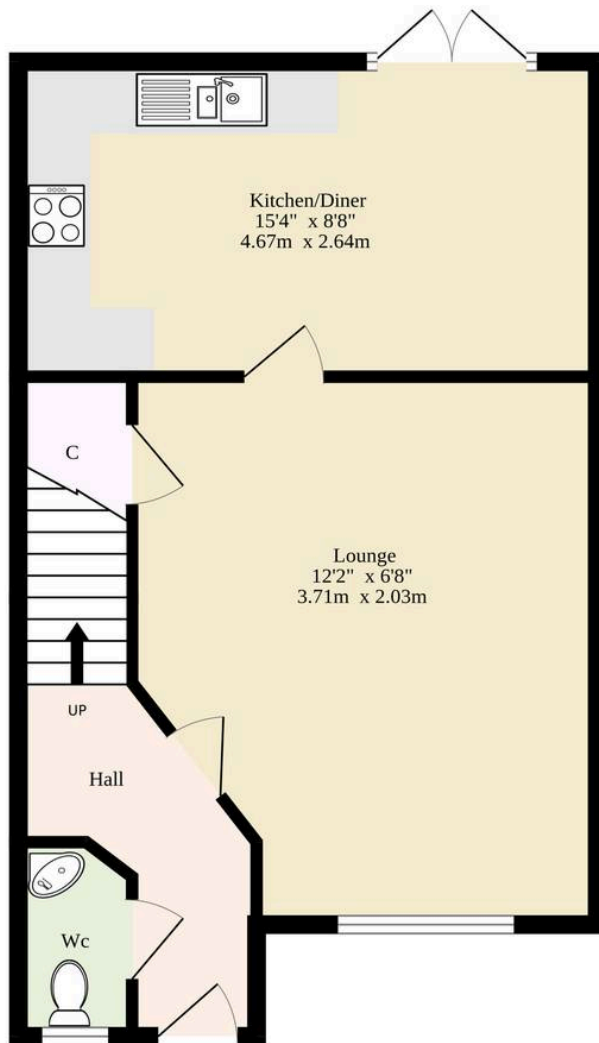 Kitchen/Diner
15'4" x 8'8"
4.67m x 2.64m
C
Lounge
12'2" x 6'8"
3.71m x 2.03m
UP
Hall
Wc